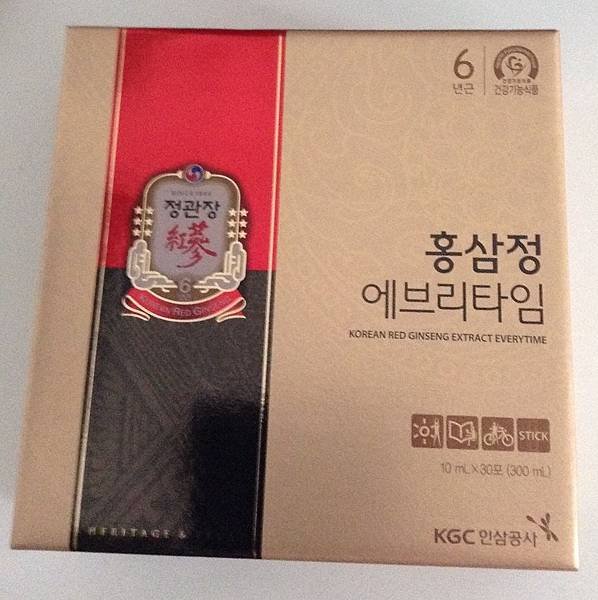 6
년근
건강기능식품
SINCE 1899
정관장
紅蔘
6
KOREAN RED GINSENG
홍삼정
에브리타임
KOREAN RED GINSENG EXTRACT EVERYTIME
STICK
10 mL×30포 (300 mL)
HERITAGE &
KGC 인삼공사